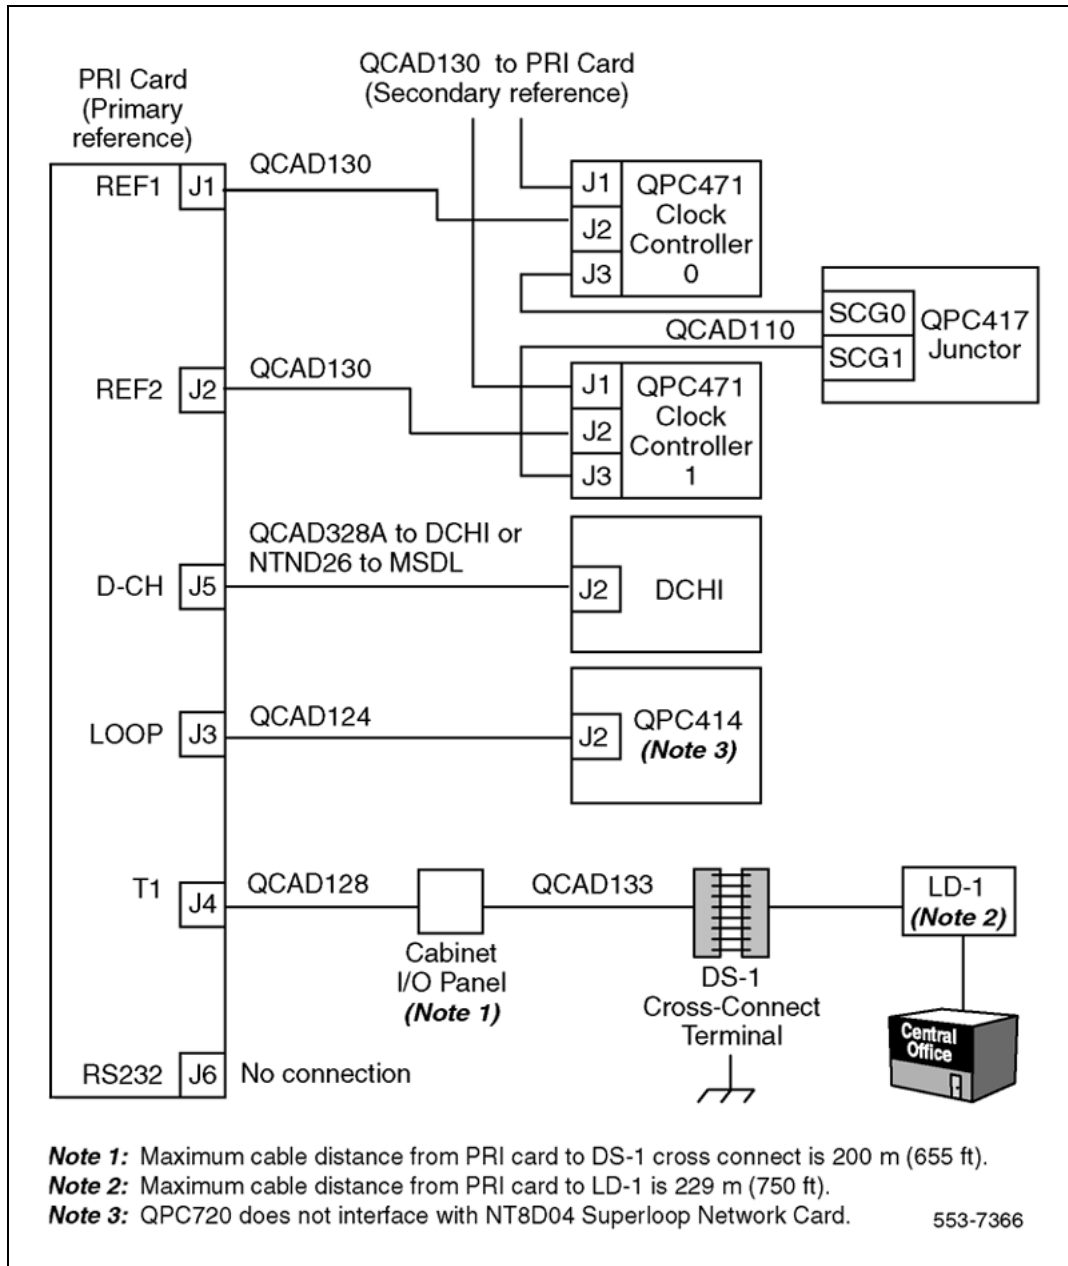 PRI Card
(Primary
reference)
QCAD130 to PRI Card
(Secondary reference)
REF1
J1
QCAD130
J1
J2
J3
QPC471
Clock
Controller
0
SCG0
SCG1
QPC417
Junctor
QCAD110
REF2
J2
QCAD130
J1
J2
J3
QPC471
Clock
Controller
1
QCAD328A to DCHI or
NTND26 to MSDL
D-CH
J5
J2
DCHI
LOOP
J3
QCAD124
J2
QPC414
(Note 3)
T1
J4
QCAD128
Cabinet
I/O Panel
(Note 1)
QCAD133
DS-1
Cross-Connect
Terminal
LD-1
(Note 2)
Central
Office
RS232
J6
No connection
Note 1: Maximum cable distance from PRI card to DS-1 cross connect is 200 m (655 ft).
Note 2: Maximum cable distance from PRI card to LD-1 is 229 m (750 ft).
Note 3: QPC720 does not interface with NT8D04 Superloop Network Card.
553-7366